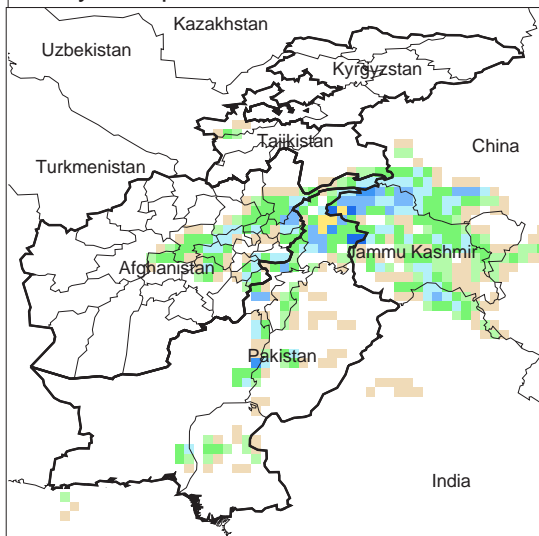 Kazakhstan
Uzbekistan
Kyrgyzstan
Tajikistan
China
Turkmenistan
Jammu Kashmir
Afghanistan
Pakistan
India